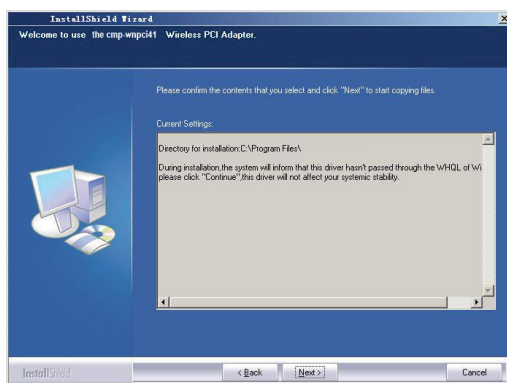 InstallShield Wizard
Welcome to use the cmp-wnpci41 Wireless PCI Adapter.
Please confirm the contents that you select and click "Next" to start copying files.
Current Settings:
Directory for installation:C:\Program Files\
During installation,the system will inform that this driver hasn't passed through the WHQL of Wi
please click "Continue",this driver will not affect your systemic stability.
InstallShield
< Back
Next >
Cancel